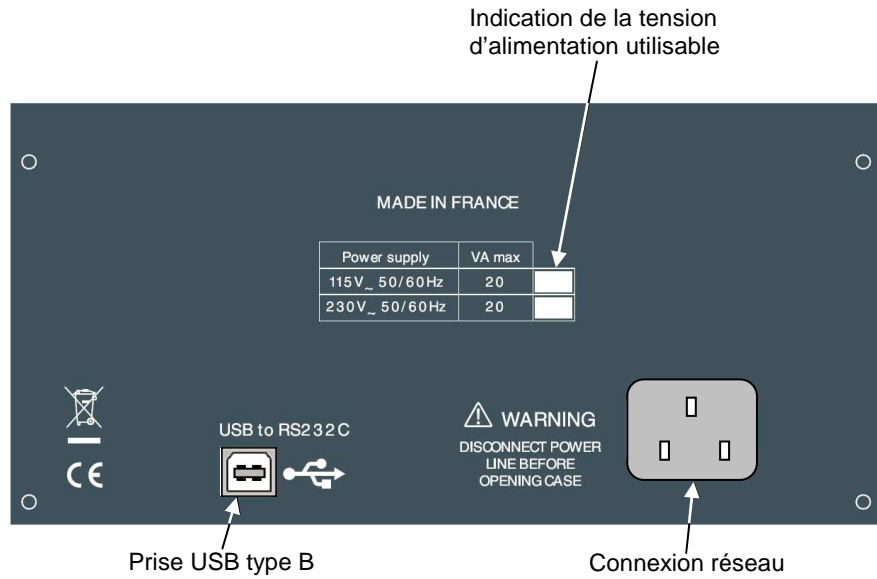 Indication de la tension
d'alimentation utilisable
MADE IN FRANCE
Power supply VA max
115V~ 50/60Hz 20
230V~ 50/60Hz 20
USB to RS232C
WARNING
DISCONNECT POWER
LINE BEFORE
OPENING CASE
CE
Prise USB type B
Connexion réseau